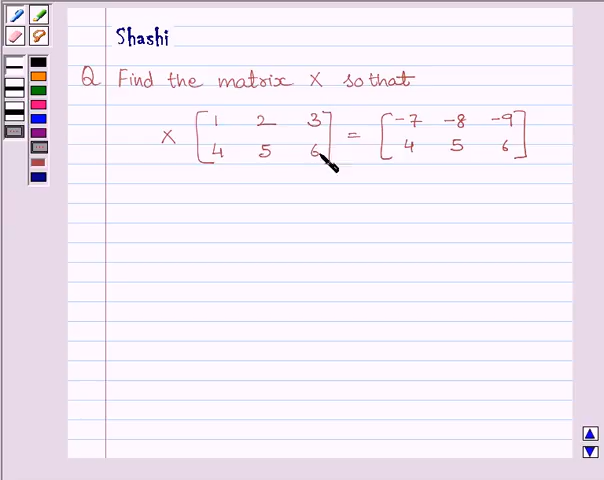 Shashi
Q Find the matrix X so that
X [ 1 2 3 ] = [ -7 -8 -9 ]
[ 4 5 6 ] [ 4 5 6 ]